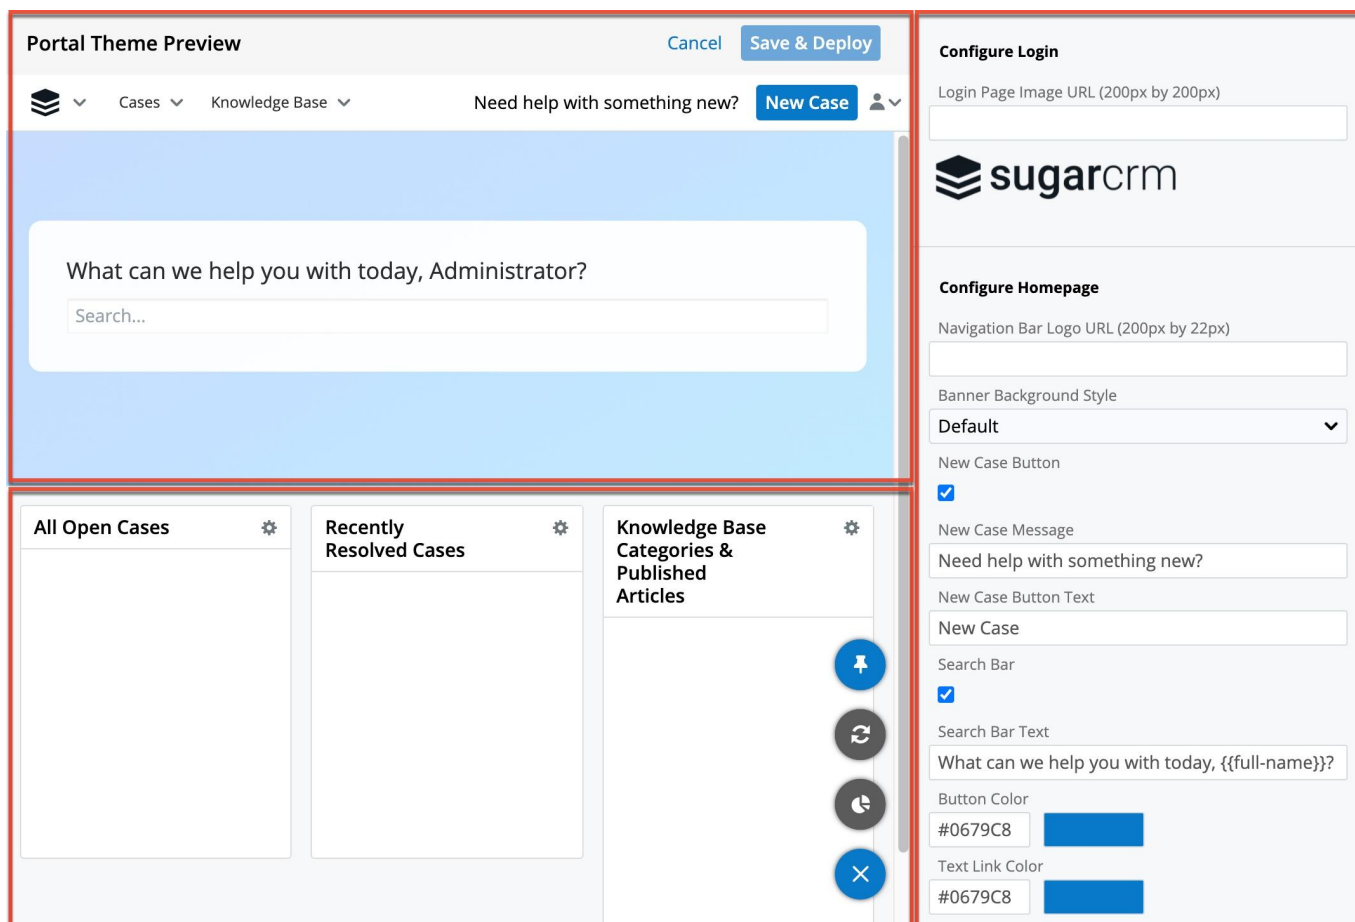 Portal Theme Preview
Cancel
Save & Deploy
Cases
Knowledge Base
Need help with something new?
New Case
What can we help you with today, Administrator?
Search...
All Open Cases
Recently
Resolved Cases
Knowledge Base
Categories &
Published
Articles
Configure Login
Login Page Image URL (200px by 200px)
sugarcrm
Configure Homepage
Navigation Bar Logo URL (200px by 22px)
Banner Background Style
Default
New Case Button
New Case Message
Need help with something new?
New Case Button Text
New Case
Search Bar
Search Bar Text
What can we help you with today, {{full-name}}?
Button Color
#0679C8
Text Link Color
#0679C8